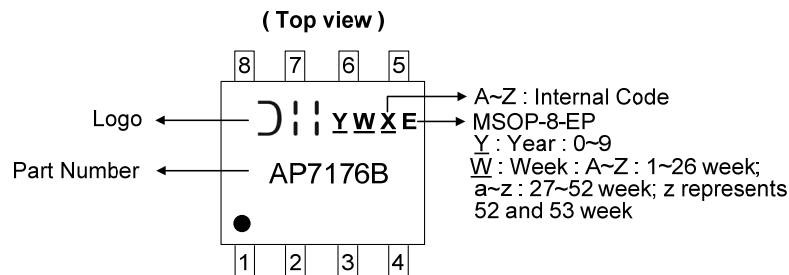 ( Top view )
8 7 6 5
Logo
Y W X E
A~Z : Internal Code
MSOP-8-EP
Y : Year : 0~9
W : Week : A~Z : 1~26 week;
a~z : 27~52 week; z represents
52 and 53 week
Part Number
AP7176B
1 2 3 4